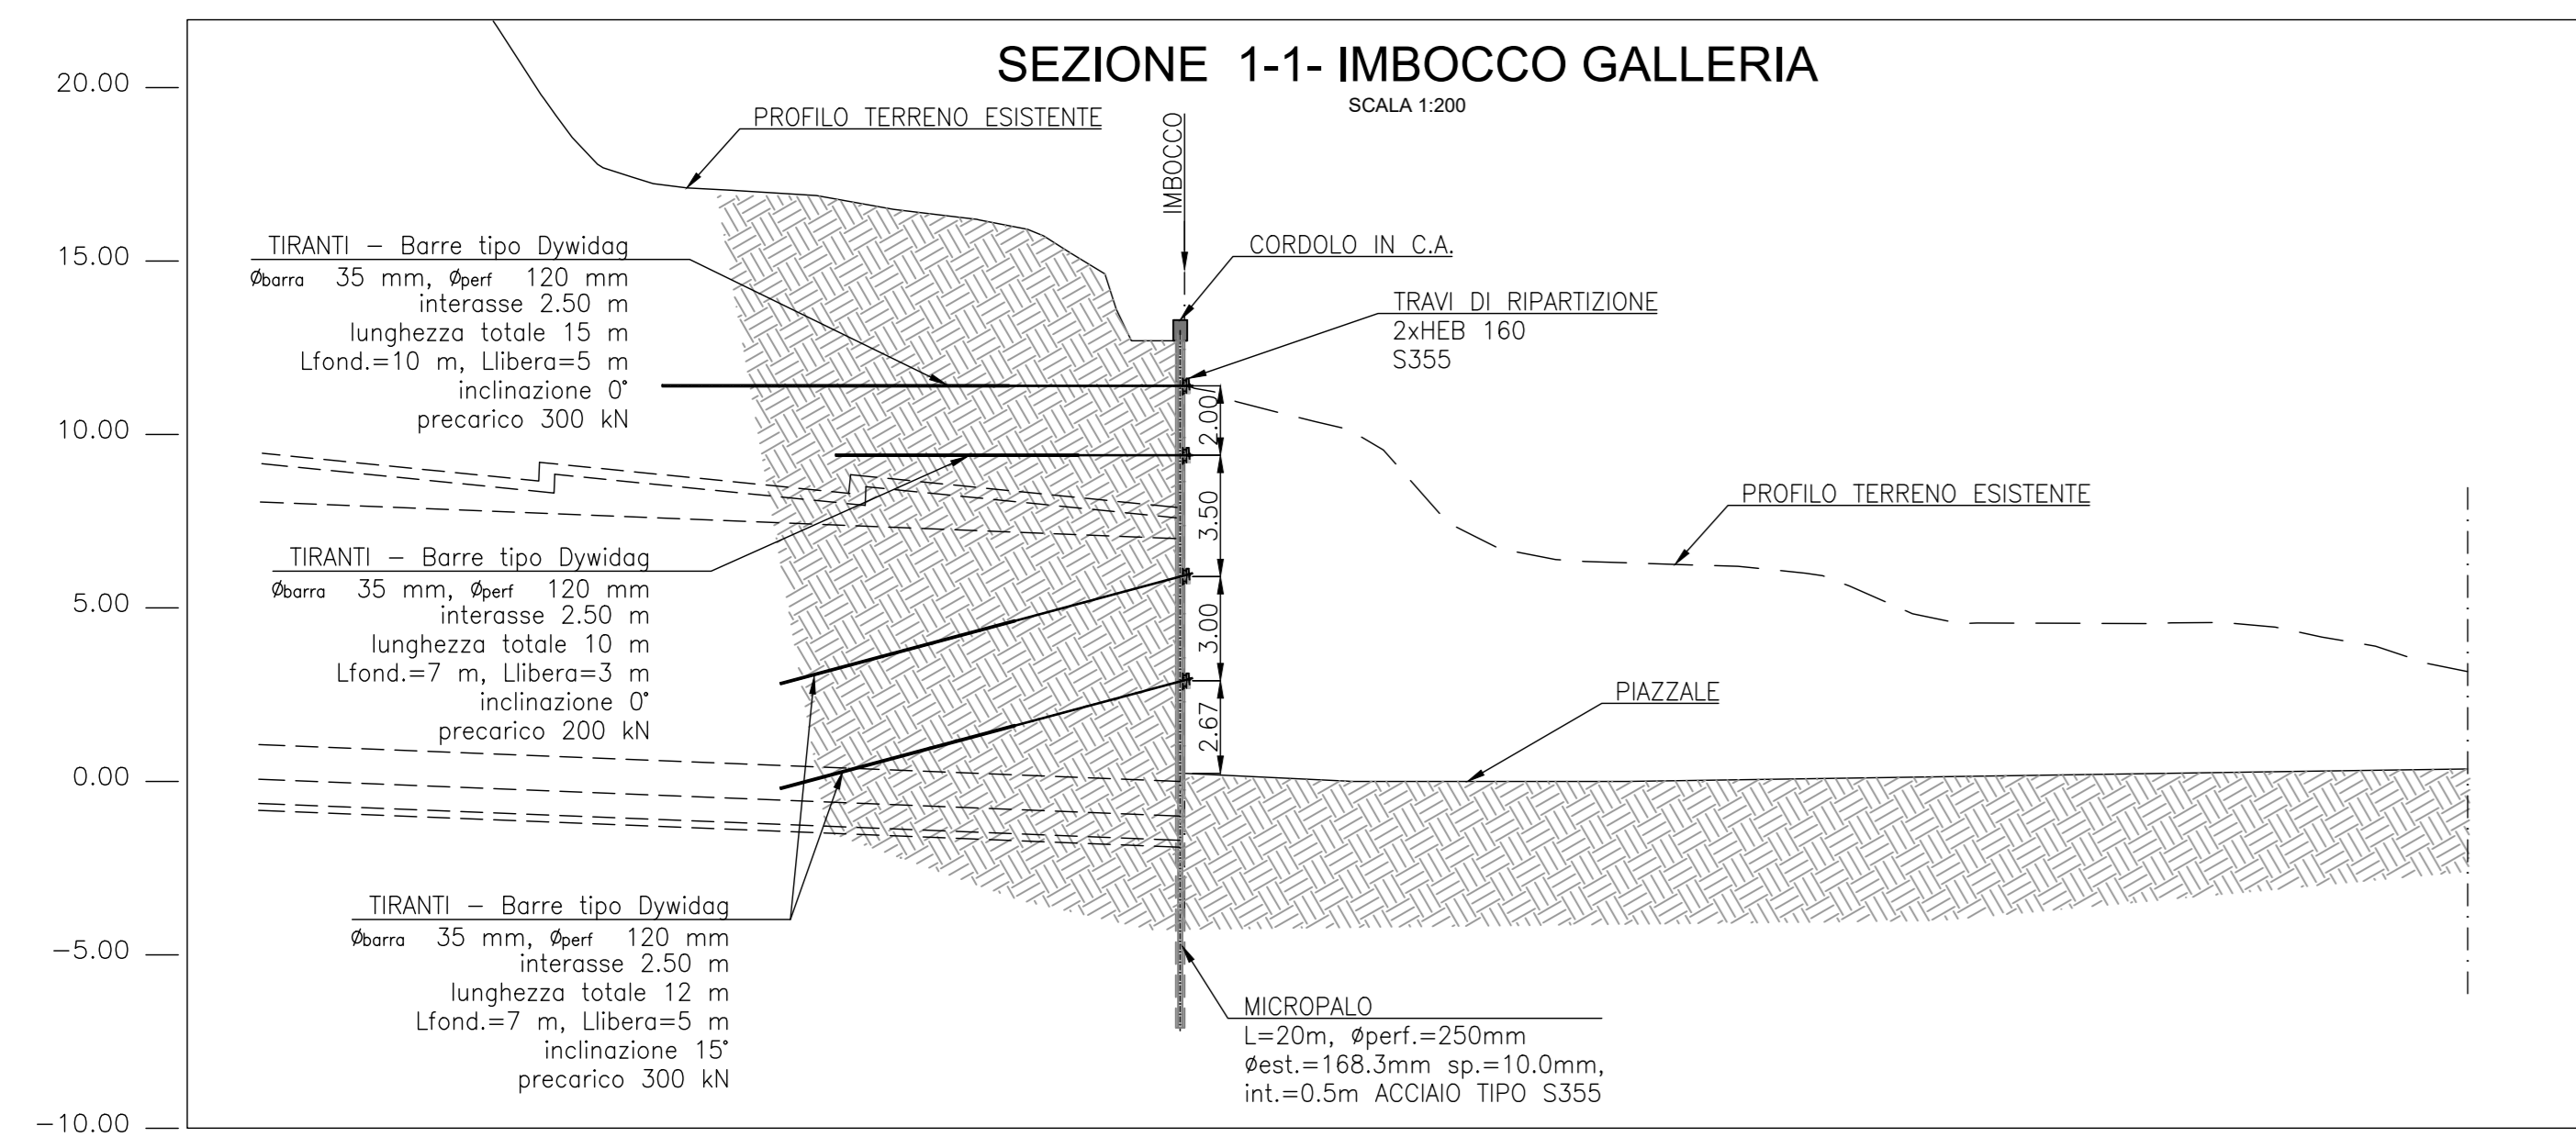 SEZIONE 1-1- IMBOCCO GALLERIA
SCALA 1:200
20.00
15.00
10.00
5.00
0.00
-5.00
-10.00
PROFILO TERRENO ESISTENTE
IMBOCCO
CORDOLO IN C.A.
TRAVI DI RIPARTIZIONE
2xHEB 160
S355
TIRANTI - Barre tipo Dywidag
Øbarra 35 mm, Øperf 120 mm
interasse 2.50 m
lunghezza totale 15 m
Lfond.=10 m, Llibera=5 m
inclinazione 0°
precarico 300 kN
2.00
3.50
3.00
2.67
PROFILO TERRENO ESISTENTE
TIRANTI - Barre tipo Dywidag
Øbarra 35 mm, Øperf 120 mm
interasse 2.50 m
lunghezza totale 10 m
Lfond.=7 m, Llibera=3 m
inclinazione 0°
precarico 200 kN
PIAZZALE
TIRANTI - Barre tipo Dywidag
Øbarra 35 mm, Øperf 120 mm
interasse 2.50 m
lunghezza totale 12 m
Lfond.=7 m, Llibera=5 m
inclinazione 15°
precarico 300 kN
MICROPALO
L=20m, øperf.=250mm
øest.=168.3mm sp.=10.0mm,
int.=0.5m ACCIAIO TIPO S355